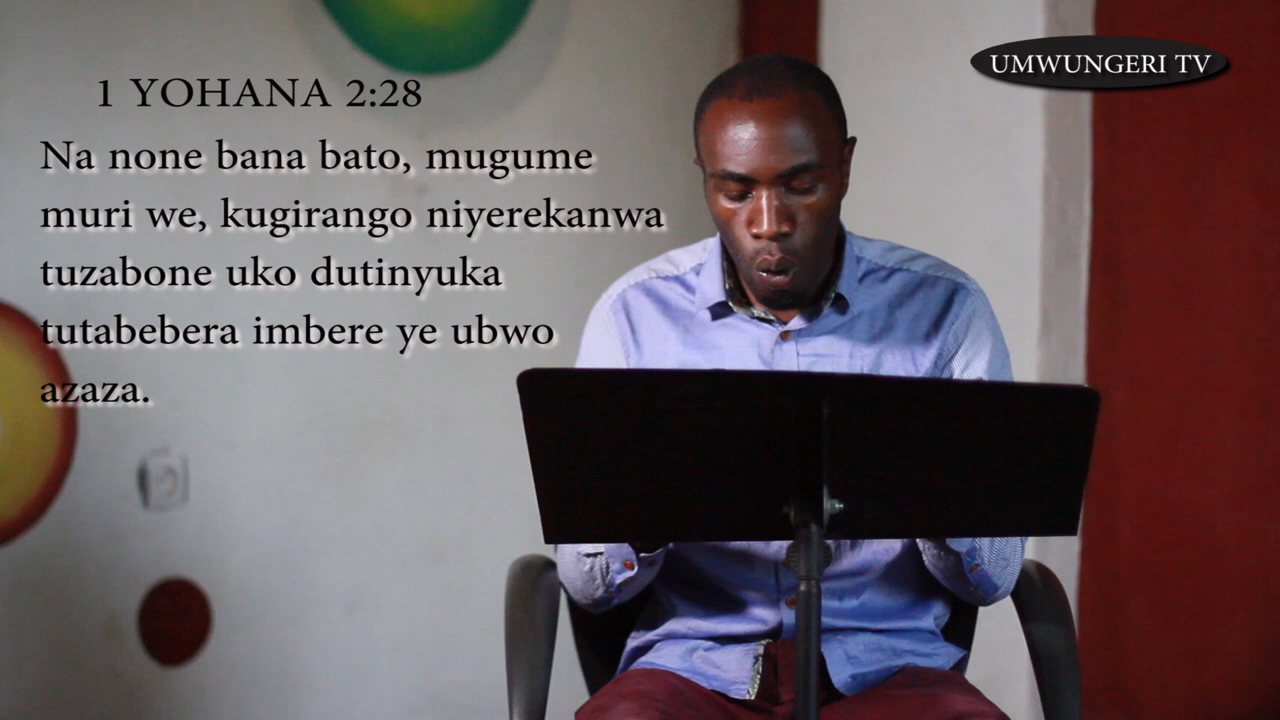 1 YOHANA 2:28
Na none bana bato, mugume
muri we, kugirango niyerekanwa
tuzabone uko dutinyuka
tutabebera imbere ye ubwo
azaza.
UMWUNGERI TV